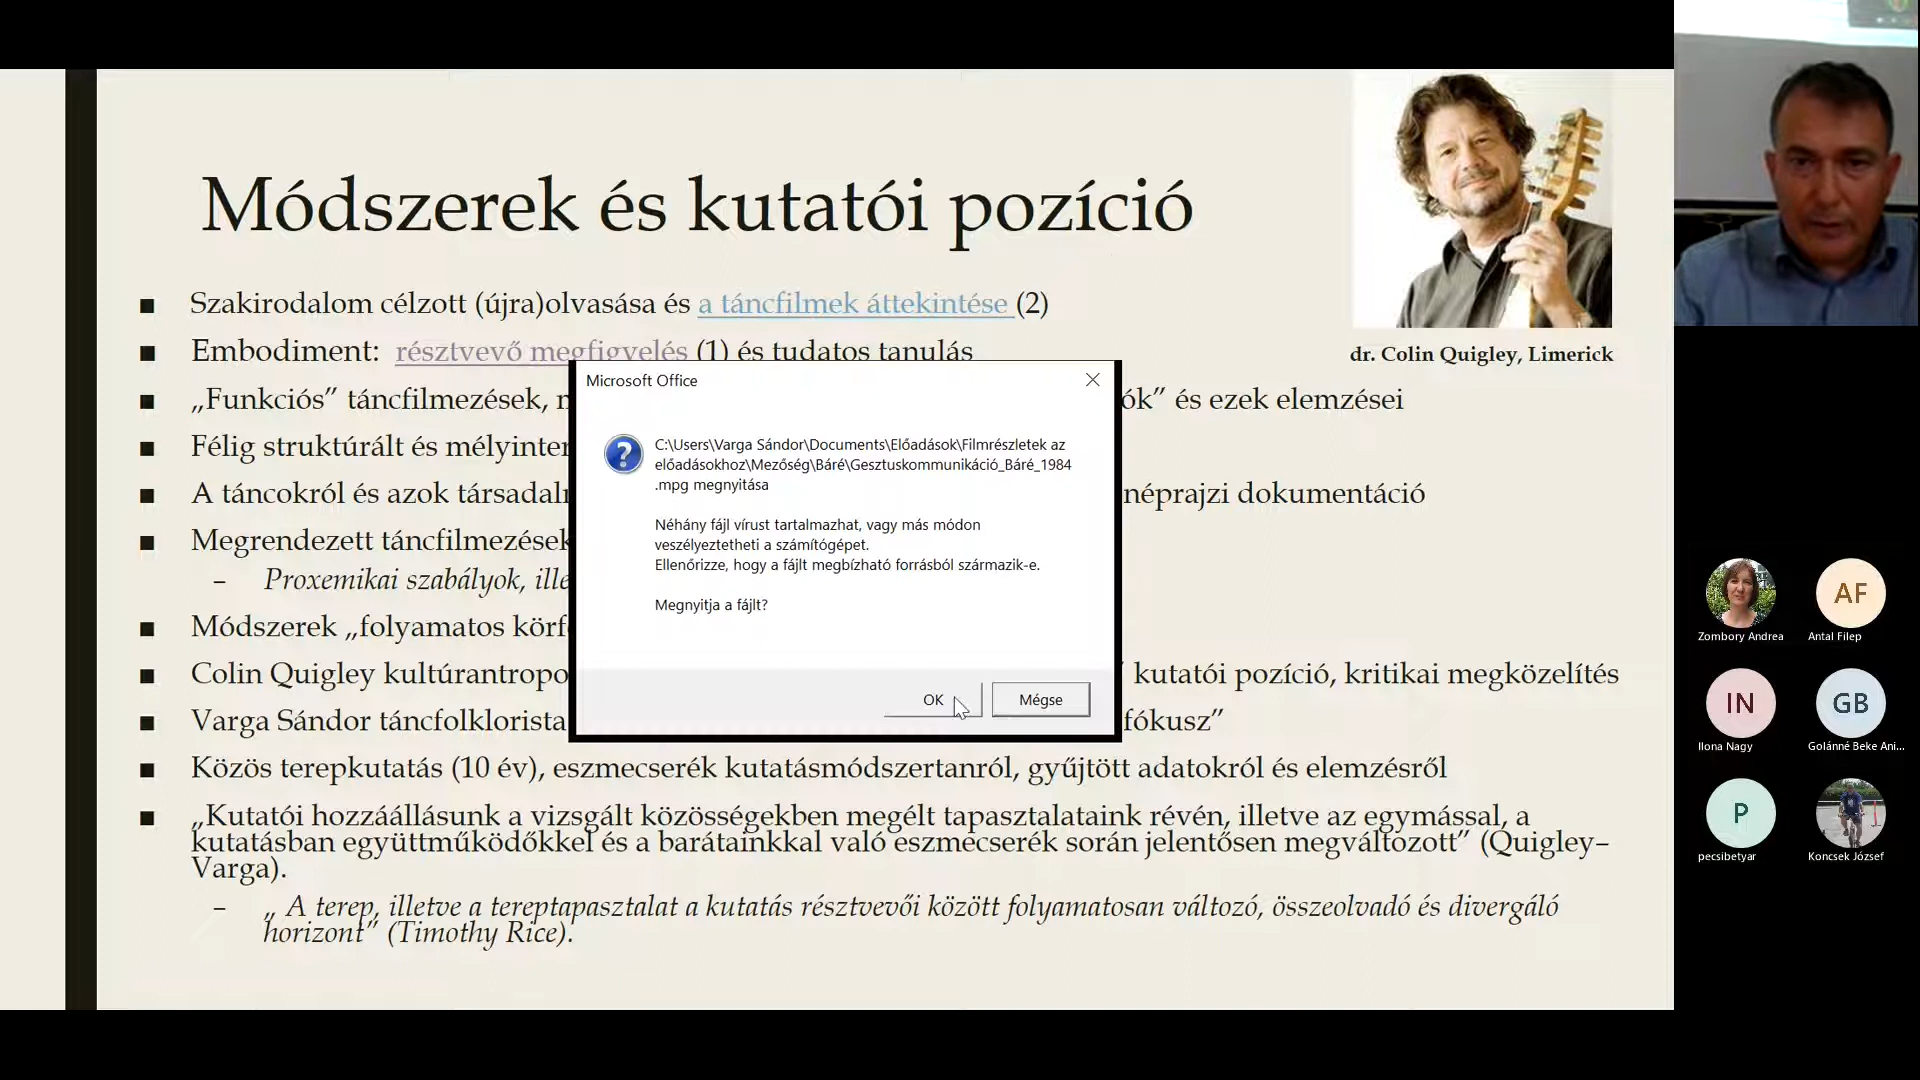 Módszerek és kutatói pozíció
dr. Colin Quigley, Limerick
■ Szakirodalom célzott (újra)olvasása és a táncfilmek áttekintése (2)
■ Embodiment: résztvevő megfigyelés (1) és tudatos tanulás
■ „Funkciós” táncfilmezések, ók” és ezek elemzései
■ Félig struktúrált és
■ A táncokról és azok néprajzi dokumentáció
■ Megrendezett táncfilmezések
– Proxemikai szabályok,
■ Módszerek „folyamatos
■ Colin Quigley ” kutatói pozíció, kritikai megközelítés
■ Varga Sándor táncfolklorista fókusz”
■ Közös terepkutatás (10 év), eszmecserék kutatásmódszertanról, gyűjtött adatokról és elemzésről
■ „Kutatói hozzáállásunk a vizsgált közösségekben megélt tapasztalataink révén, illetve az egymással, a
kutatásban együttműködőkkel és a barátainkkal való eszmecserék során jelentősen megváltozott” (Quigley–
Varga).
– „ A terep, illetve a tereptapasztalat a kutatás résztvevői között folyamatosan változó, összeolvadó és divergáló
horizont” (Timothy Rice).
Microsoft Office
C:\Users\Varga Sándor\Documents\Előadások\Filmrészletek az
előadásokhoz\Mezőség\Báré\Gesztuskommunikáció_Báré_1984
.mpg megnyitása
Néhány fájl vírust tartalmazhat, vagy más módon
veszélyeztetheti a számítógépet.
Ellenőrizze, hogy a fájlt megbízható forrásból származik-e.
Megnyitja a fájlt?
OK Mégse
AF
Zombory Andrea Antal Filep
IN GB
Ilona Nagy Golánné Beke Ani...
P
pecsibetyar Koncsek József